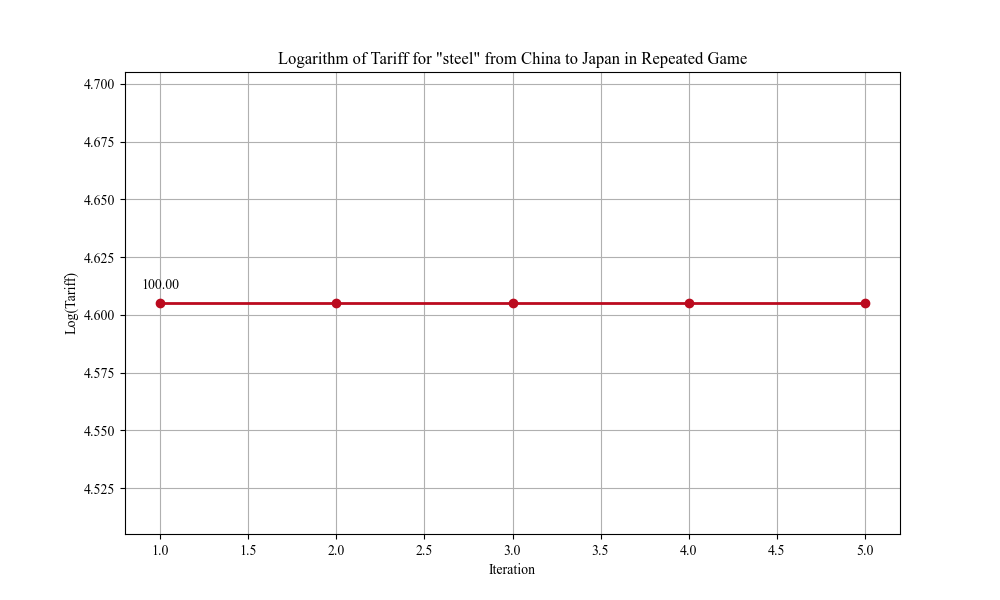 Logarithm of Tariff for "steel" from China to Japan in Repeated Game
4.700
4.675
4.650
4.625
4.600
4.575
4.550
4.525
Log(Tariff)
100.00
1.0 1.5 2.0 2.5 3.0 3.5 4.0 4.5 5.0
Iteration